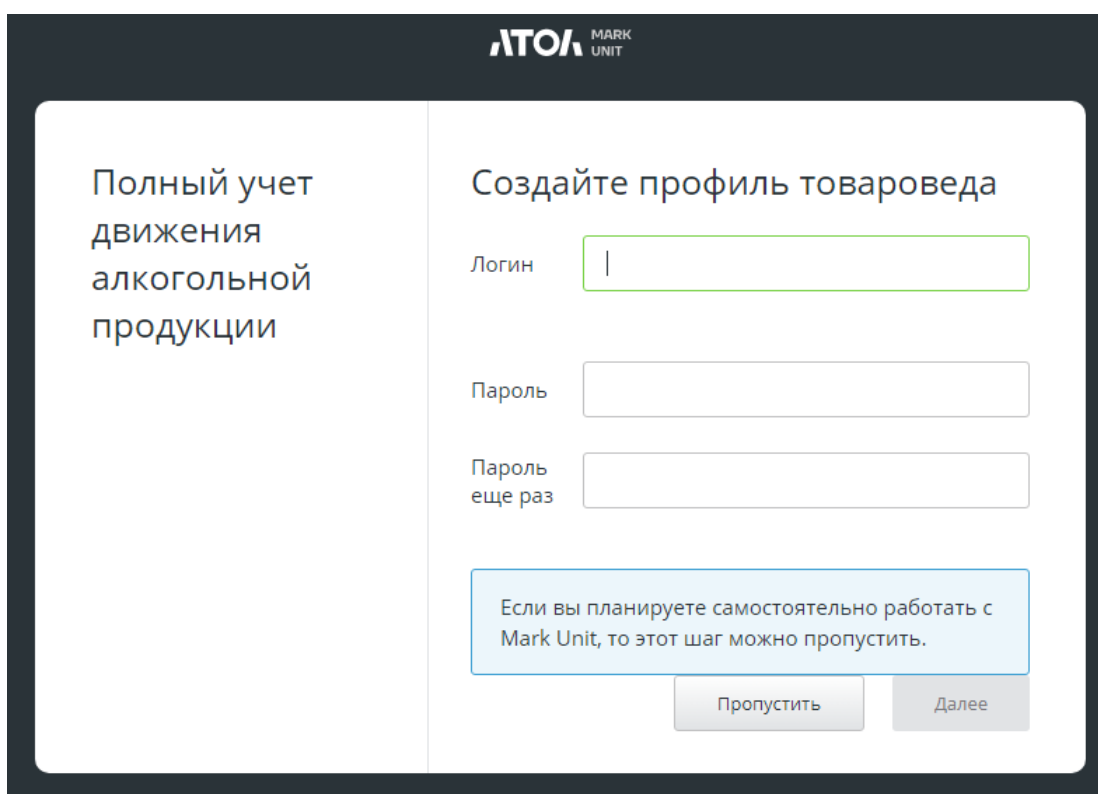 АТОЛ MARK
UNIT
Полный учет
движения
алкогольной
продукции
Создайте профиль товароведа
Логин
Пароль
Пароль
еще раз
Если вы планируете самостоятельно работать с
Mark Unit, то этот шаг можно пропустить.
Пропустить
Далее